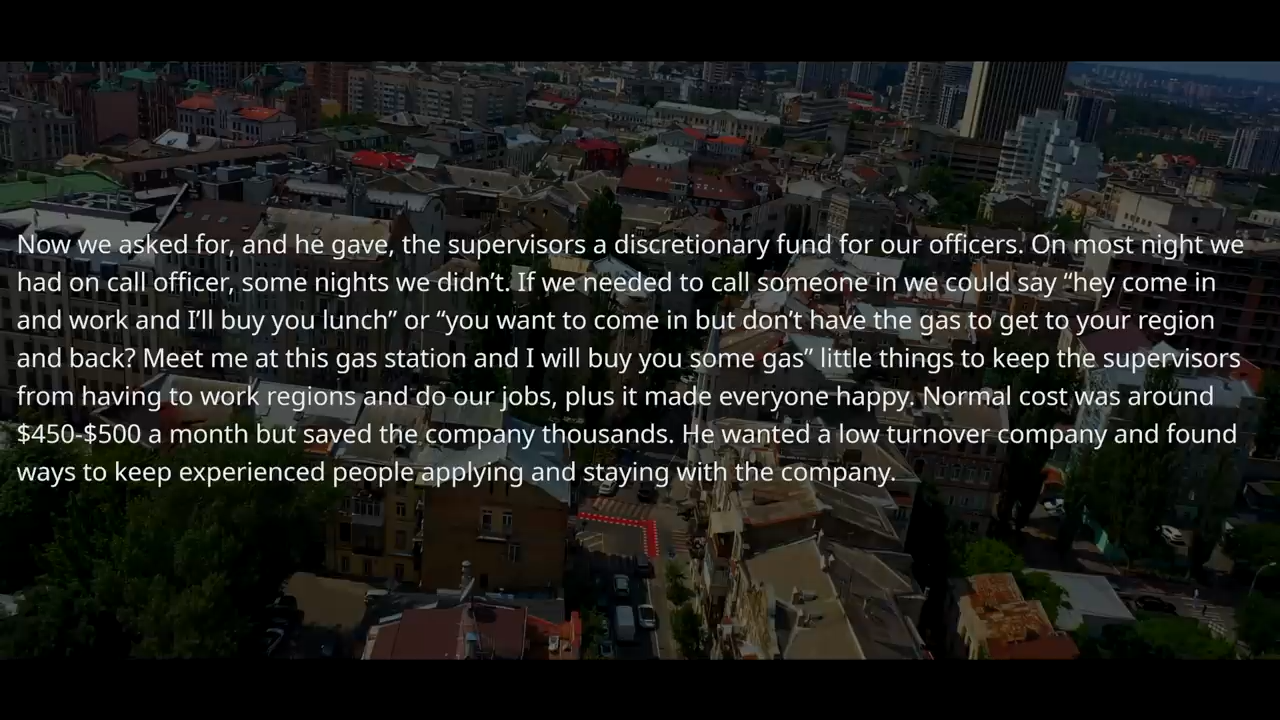 Now we asked for, and he gave, the supervisors a discretionary fund for our officers. On most night we
had on call officer, some nights we didn’t. If we needed to call someone in we could say “hey come in
and work and I’ll buy you lunch” or “you want to come in but don’t have the gas to get to your region
and back? Meet me at this gas station and I will buy you some gas” little things to keep the supervisors
from having to work regions and do our jobs, plus it made everyone happy. Normal cost was around
$450-$500 a month but saved the company thousands. He wanted a low turnover company and found
ways to keep experienced people applying and staying with the company.